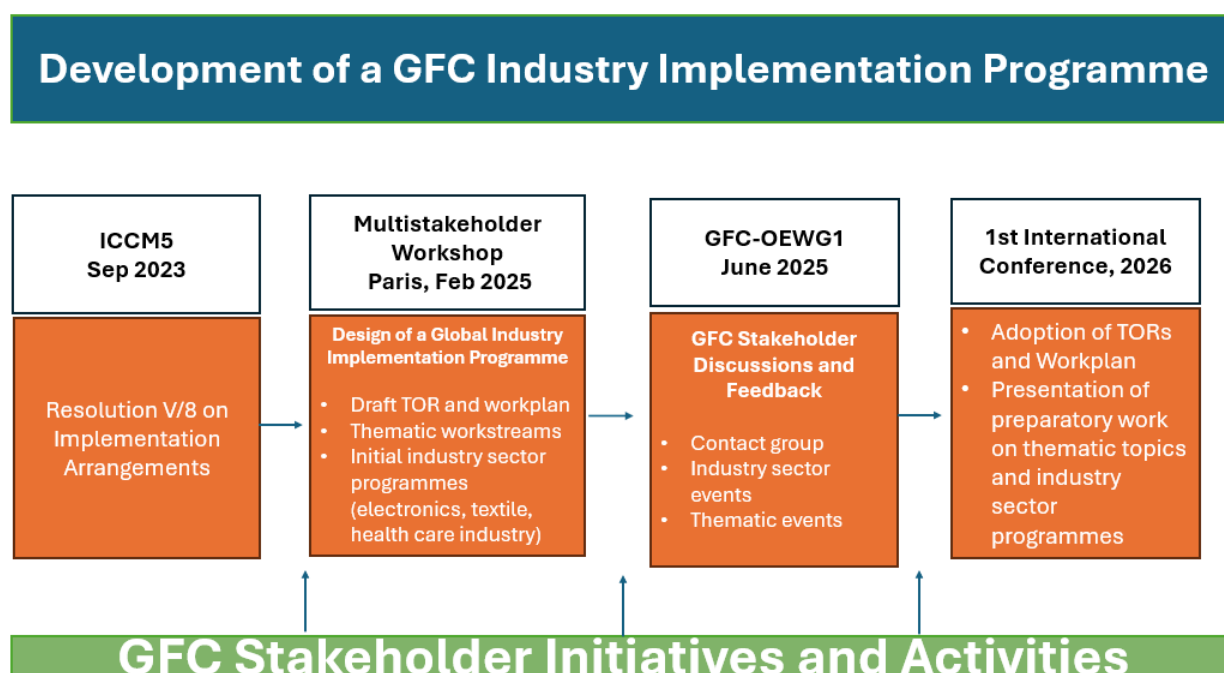 Development of a GFC Industry Implementation Programme
ICCM5
Sep 2023
Resolution V/8 on
Implementation
Arrangements
Multistakeholder
Workshop
Paris, Feb 2025
Design of a Global Industry
Implementation Programme
• Draft TOR and workplan
• Thematic workstreams
• Initial industry sector
programmes
(electronics, textile,
health care industry)
GFC-OEWG1
June 2025
GFC Stakeholder
Discussions and
Feedback
• Contact group
• Industry sector
events
• Thematic events
1st International
Conference, 2026
• Adoption of TORs
and Workplan
• Presentation of
preparatory work
on thematic topics
and industry
sector
programmes
GFC Stakeholder Initiatives and Activities